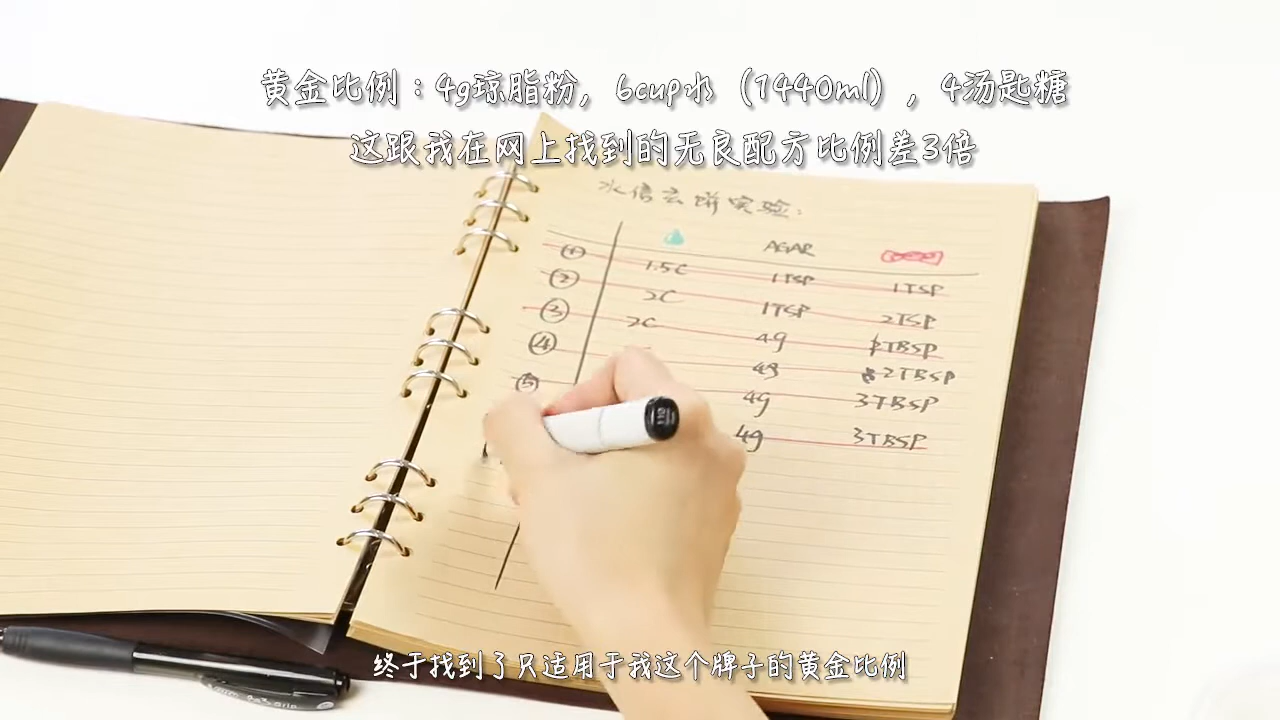 黄金比例：4g琼脂粉，6cup水（1440ml），4汤匙糖
这跟我在网上找到的无良配方比例差3倍
水信玄饼实验：
AGAR
① 1.5C 1TSP 1TSP
② 2C 1TSP 2TSP
③ 2C 4g 1TBSP
④ 4g 2TBSP
⑤ 4g 3TBSP
4g 3TBSP
终于找到了只适用于我这个牌子的黄金比例